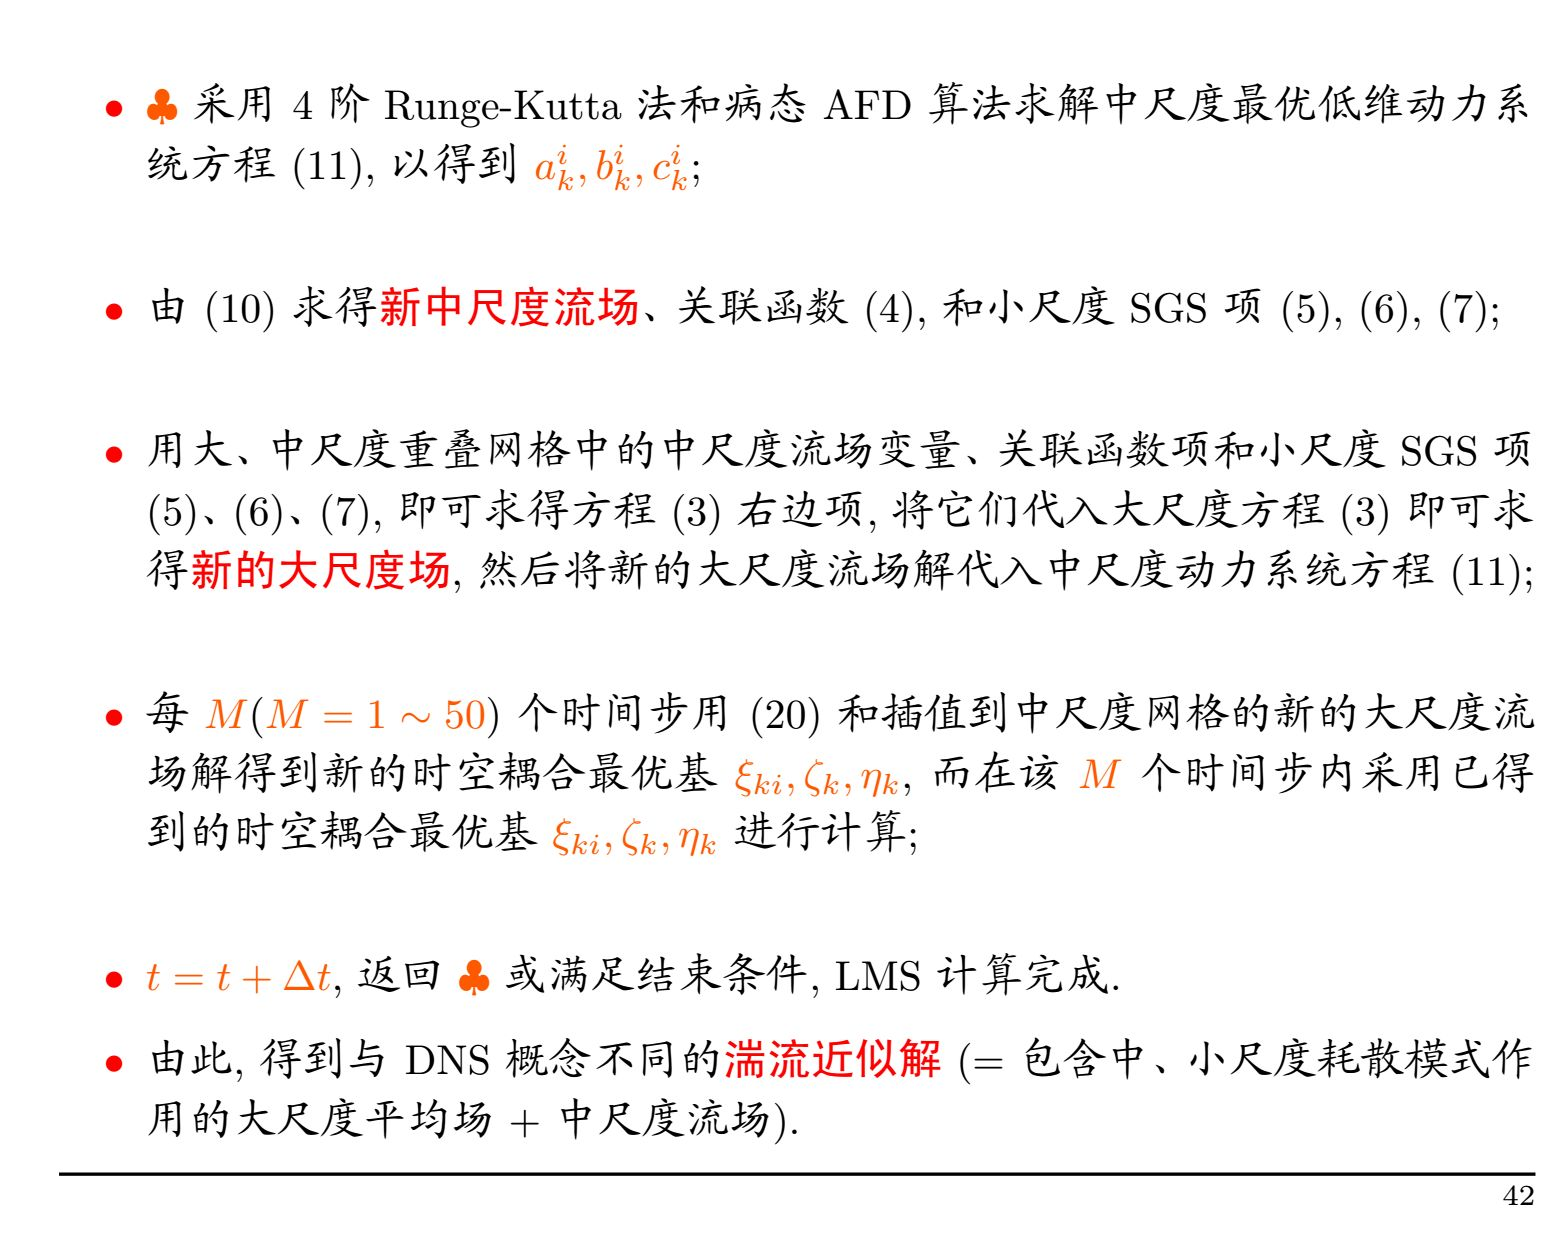 • ♣ 采用 4 阶 Runge-Kutta 法和病态 AFD 算法求解中尺度最优低维动力系
统方程 (11), 以得到 a_k^i, b_k^i, c_k^i;
• 由 (10) 求得新中尺度流场、关联函数 (4), 和小尺度 SGS 项 (5), (6), (7);
• 用大、中尺度重叠网格中的中尺度流场变量、关联函数项和小尺度 SGS 项
(5)、(6)、(7), 即可求得方程 (3) 右边项, 将它们代入大尺度方程 (3) 即可求
得新的大尺度场, 然后将新的大尺度流场解代入中尺度动力系统方程 (11);
• 每 M(M = 1 ∼ 50) 个时间步用 (20) 和插值到中尺度网格的新的大尺度流
场解得到新的时空耦合最优基 ξ_{ki}, ζ_k, η_k, 而在该 M 个时间步内采用已得
到的时空耦合最优基 ξ_{ki}, ζ_k, η_k 进行计算;
• t = t + Δt, 返回 ♣ 或满足结束条件, LMS 计算完成.
• 由此, 得到与 DNS 概念不同的湍流近似解 (= 包含中、小尺度耗散模式作
用的大尺度平均场 + 中尺度流场).
42